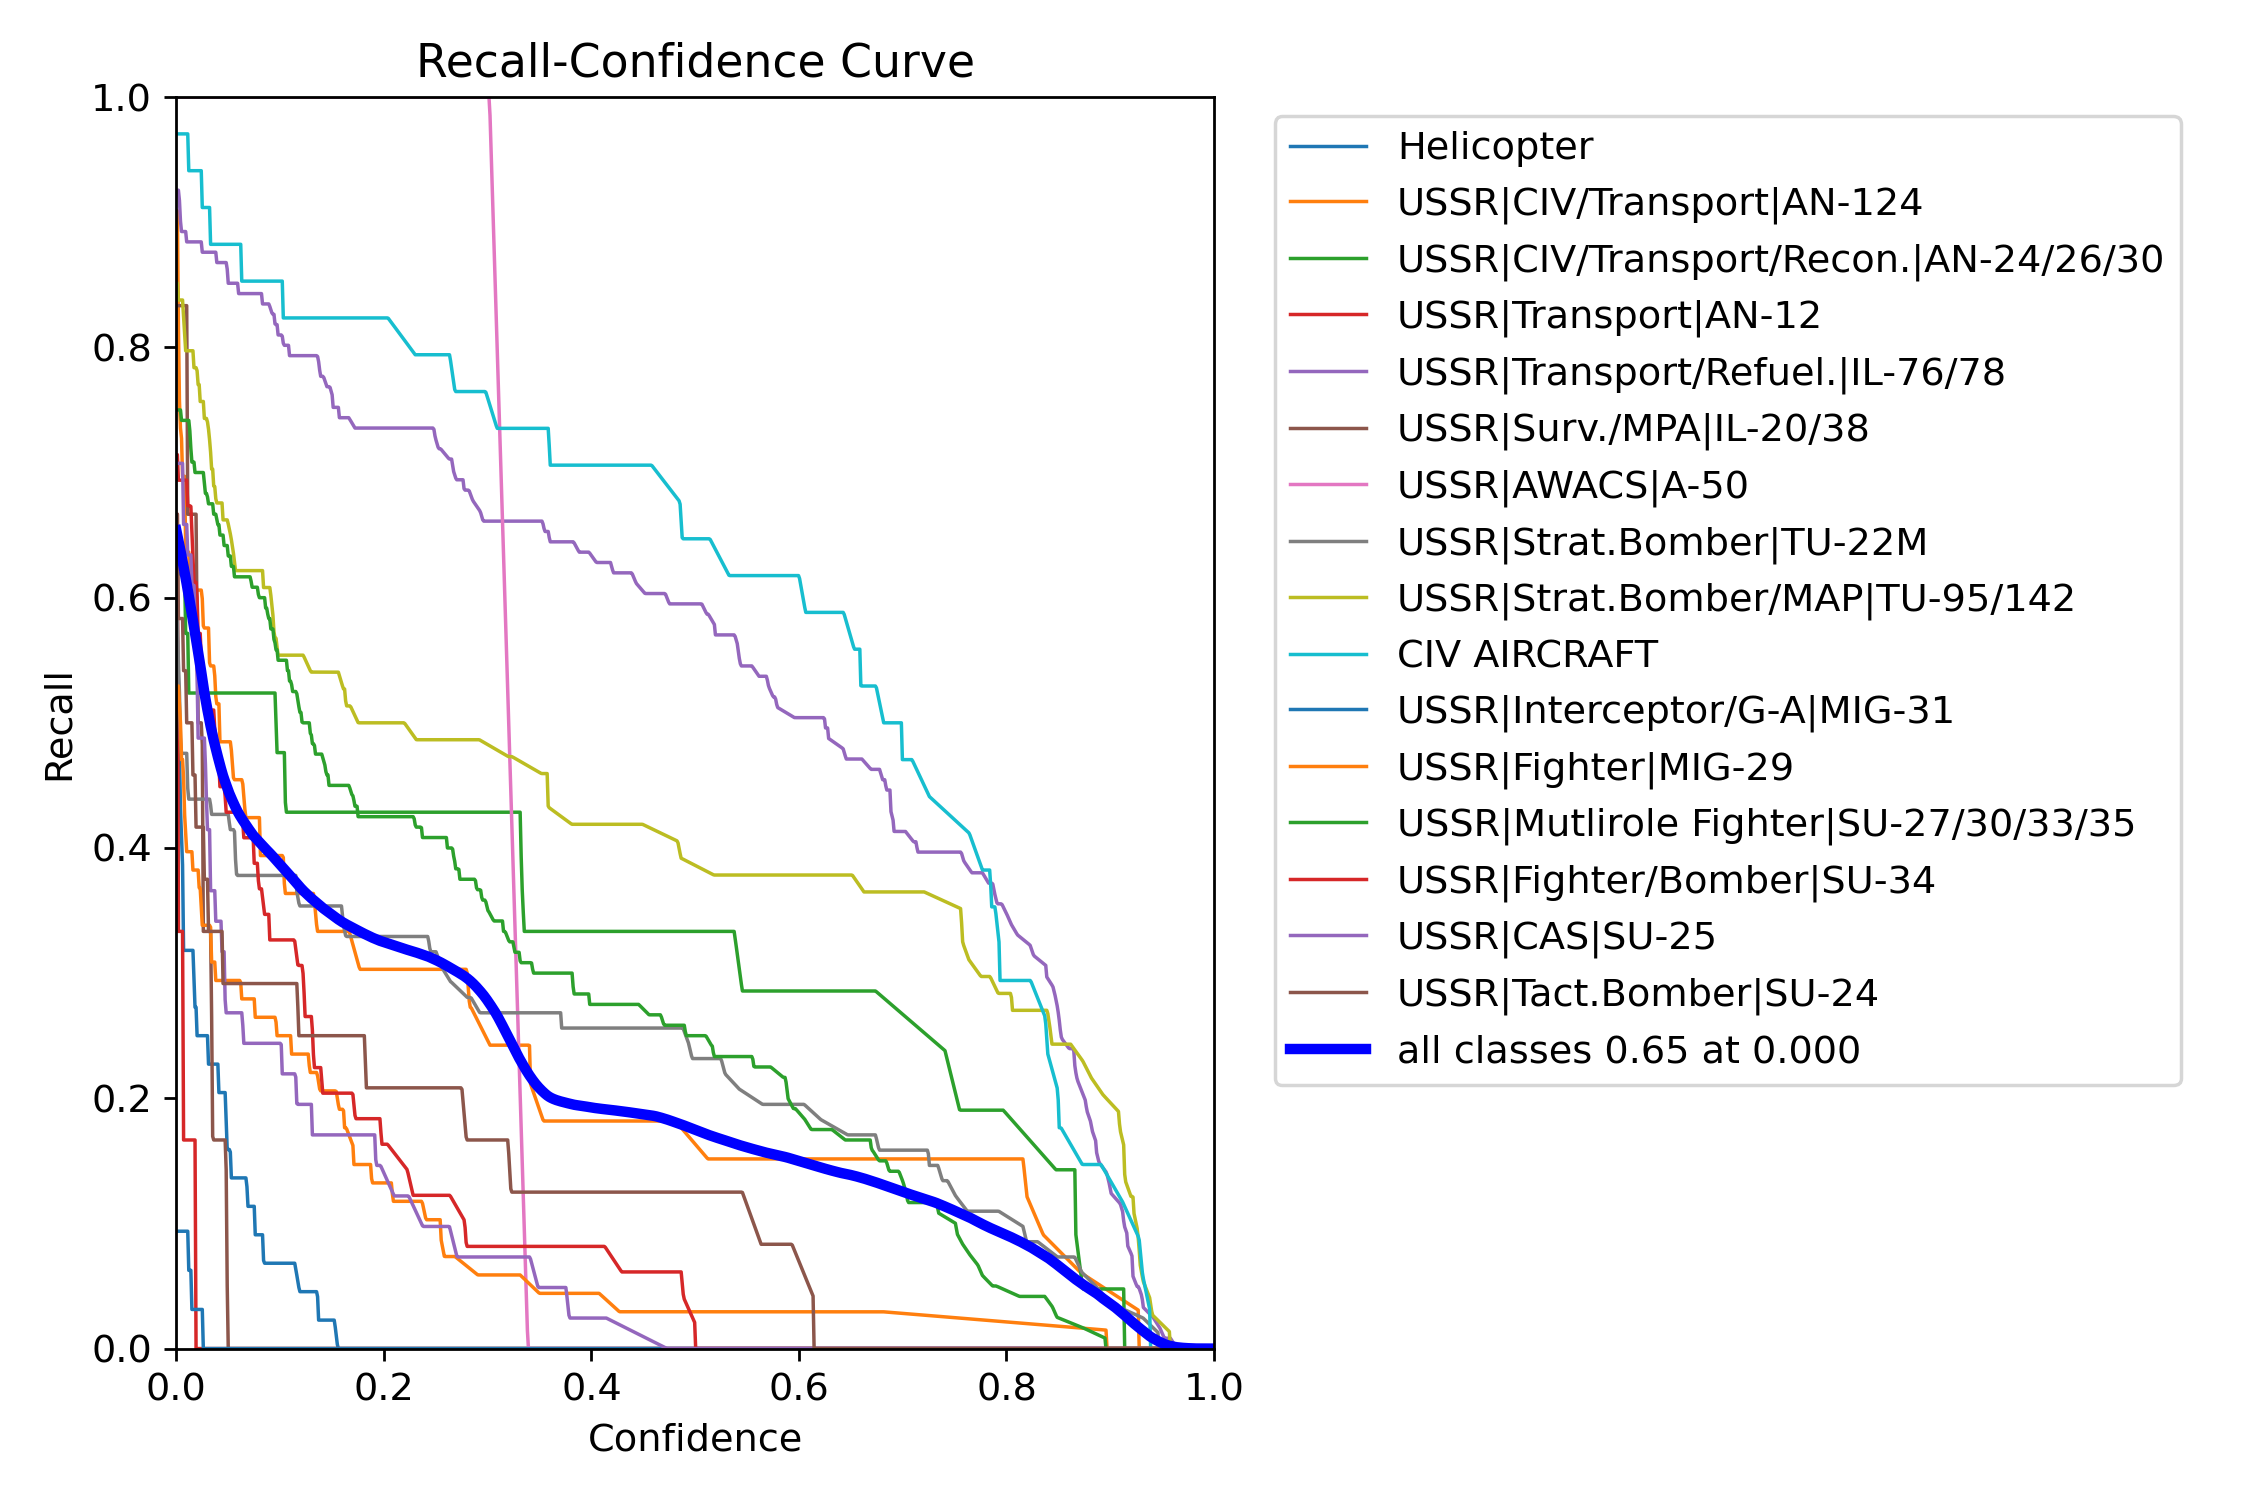 Recall-Confidence Curve
1.0
0.8
0.6
0.4
0.2
0.0
Recall
0.0 0.2 0.4 0.6 0.8 1.0
Confidence
Helicopter
USSR|CIV/Transport|AN-124
USSR|CIV/Transport/Recon.|AN-24/26/30
USSR|Transport|AN-12
USSR|Transport/Refuel.|IL-76/78
USSR|Surv./MPA|IL-20/38
USSR|AWACS|A-50
USSR|Strat.Bomber|TU-22M
USSR|Strat.Bomber/MAP|TU-95/142
CIV AIRCRAFT
USSR|Interceptor/G-A|MIG-31
USSR|Fighter|MIG-29
USSR|Mutlirole Fighter|SU-27/30/33/35
USSR|Fighter/Bomber|SU-34
USSR|CAS|SU-25
USSR|Tact.Bomber|SU-24
all classes 0.65 at 0.000